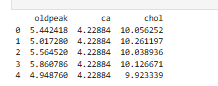 oldpeak ca chol
0 5.442418 4.22884 10.056252
1 5.017280 4.22884 10.261197
2 5.564520 4.22884 10.038936
3 5.860786 4.22884 10.126671
4 4.948760 4.22884 9.923339